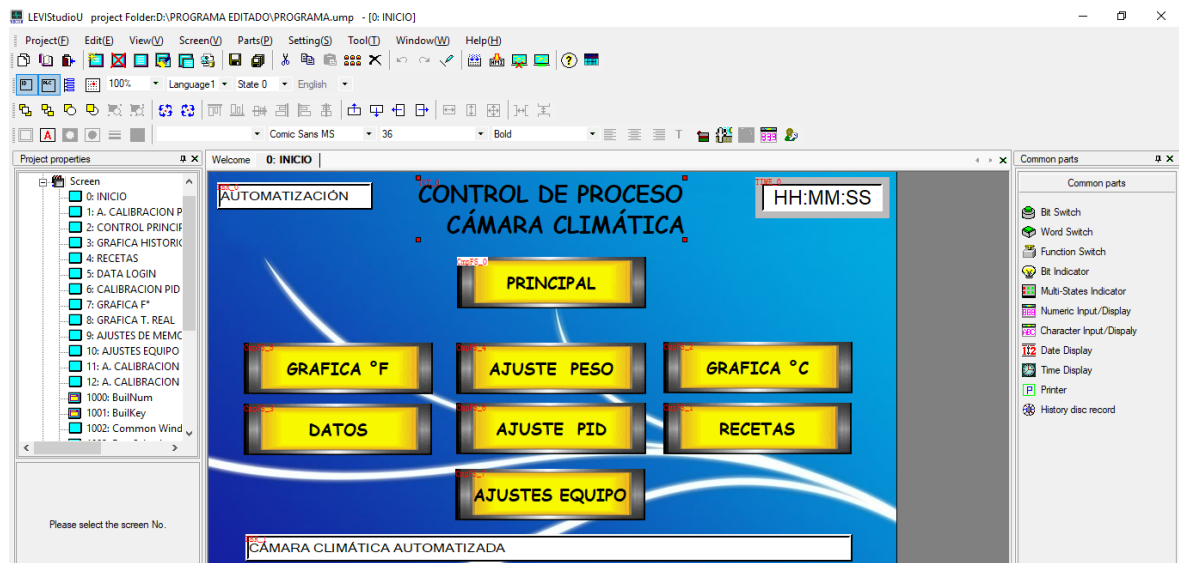 LEVIStudioU   project Folder:D:\PROGRAMA EDITADO\PROGRAMA.ump - [0: INICIO]
Project(F) Edit(E) View(V) Screen(V) Parts(P) Setting(S) Tool(T) Window(W) Help(H)
100% Language1 State 0 English
A Comic Sans MS 36 Bold
Project properties
Welcome 0: INICIO
Common parts
Screen
0: INICIO
1: A. CALIBRACION P
2: CONTROL PRINCIP
3: GRAFICA HISTORIC
4: RECETAS
5: DATA LOGIN
6: CALIBRACION PID
7: GRAFICA F*
8: GRAFICA T. REAL
9: AJUSTES DE MEMO
10: AJUSTES EQUIPO
11: A. CALIBRACION
12: A. CALIBRACION
1000: BuilNum
1001: BuilKey
1002: Common Wind
Please select the screen No.
AUTOMATIZACIÓN
CONTROL DE PROCESO
CÁMARA CLIMÁTICA
TIME_0
HH:MM:SS
PRINCIPAL
GRAFICA °F
AJUSTE PESO
GRAFICA °C
DATOS
AJUSTE PID
RECETAS
AJUSTES EQUIPO
CÁMARA CLIMÁTICA AUTOMATIZADA
Common parts
Bit Switch
Word Switch
Function Switch
Bit Indicator
Multi-States Indicator
Numeric Input/Display
Character Input/Dispaly
Date Display
Time Display
Printer
History disc record